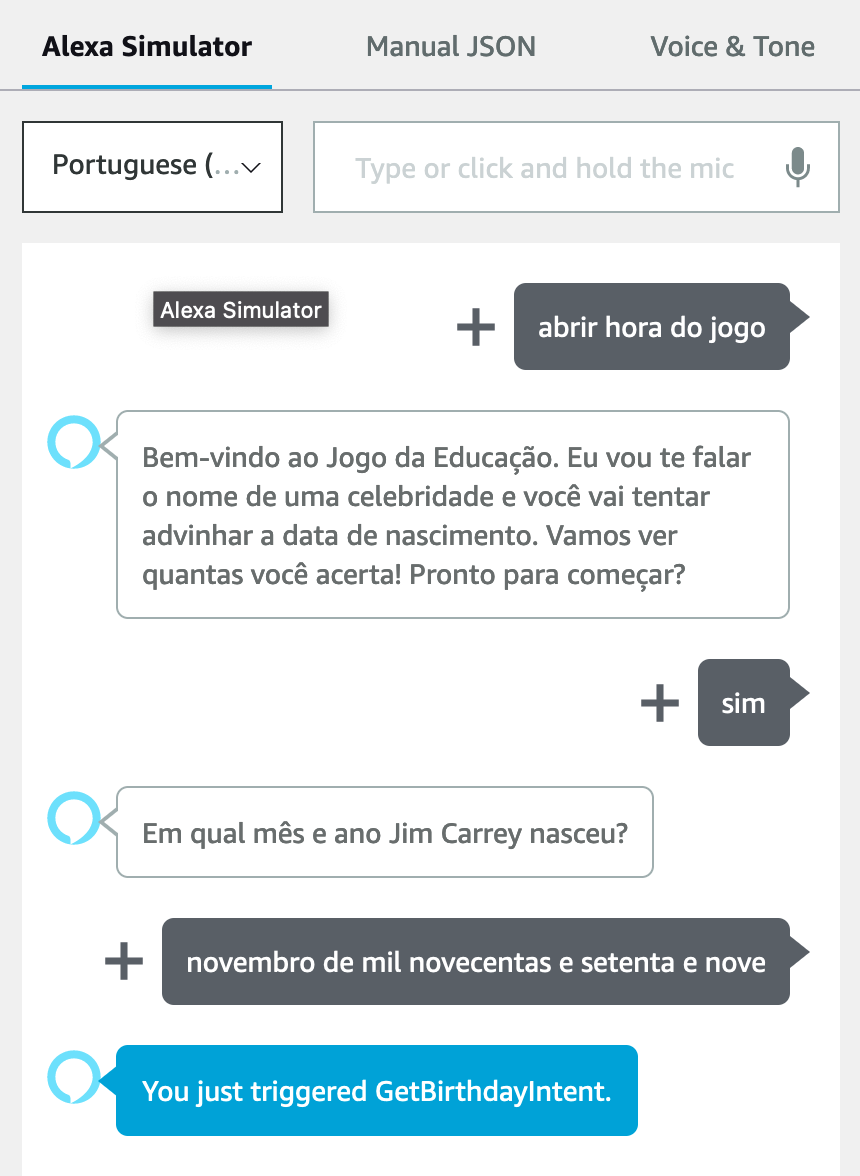 Alexa Simulator
Manual JSON
Voice & Tone
Portuguese (...
Type or click and hold the mic
Alexa Simulator
abrir hora do jogo
Bem-vindo ao Jogo da Educação. Eu vou te falar
o nome de uma celebridade e você vai tentar
advinhar a data de nascimento. Vamos ver
quantas você acerta! Pronto para começar?
sim
Em qual mês e ano Jim Carrey nasceu?
novembro de mil novecentas e setenta e nove
You just triggered GetBirthdayIntent.